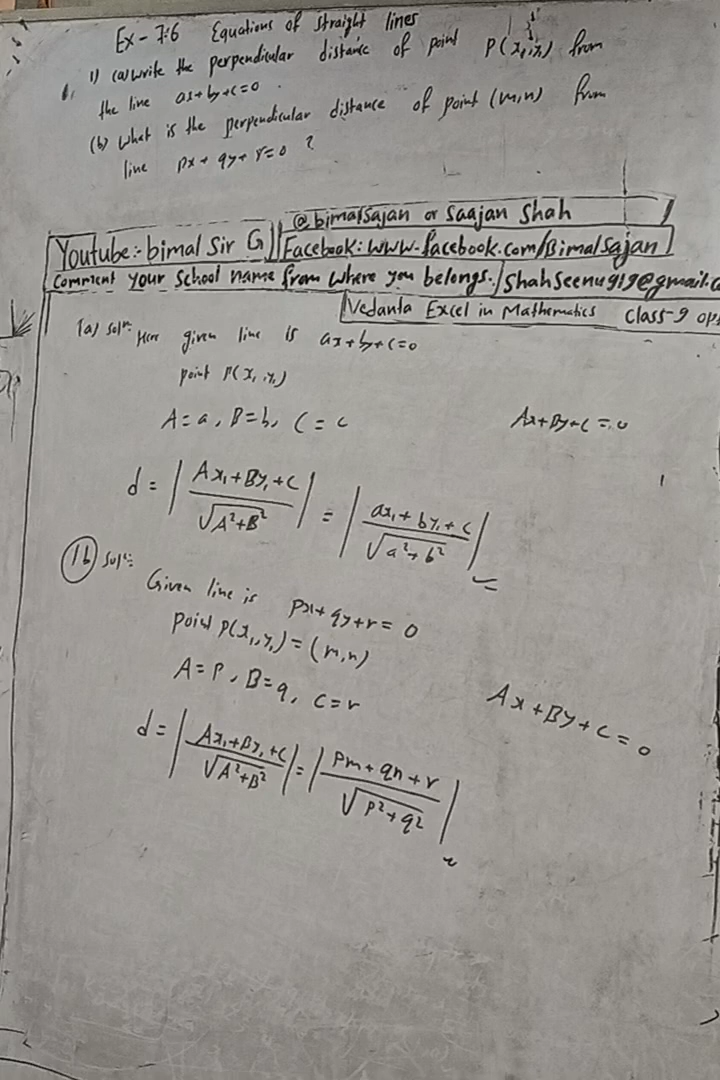 Ex-7.6 Equations of straight lines
1) (a) write the perpendicular distance of point P(x₁,y₁) from
the line ax+by+c=0.
(b) What is the perpendicular distance of point (m,n) from
line px+qy+r=0 ?
@bimalsajan or Saajan Shah
Youtube:- bimal Sir G Facebook: www.facebook.com/Bimalsajan
Comment your School name from where you belongs. / Shahseenu919@gmail.c
Vedanta Excel in Mathematics Class-9 op
1a) Solⁿ: Here given line is ax+by+c=0
point P(x₁,y₁)
A=a, B=b, C=c Ax+By+C=0
d = |(Ax₁+By₁+C)/√(A²+B²)| = |(ax₁+by₁+c)/√(a²+b²)|
1b) Solⁿ:
Given line is px+qy+r=0
point P(x₁,y₁)=(m,n)
A=P, B=q, C=r Ax+By+C=0
d = |(Ax₁+By₁+C)/√(A²+B²)| = |(Pm+qn+r)/√(P²+q²)|